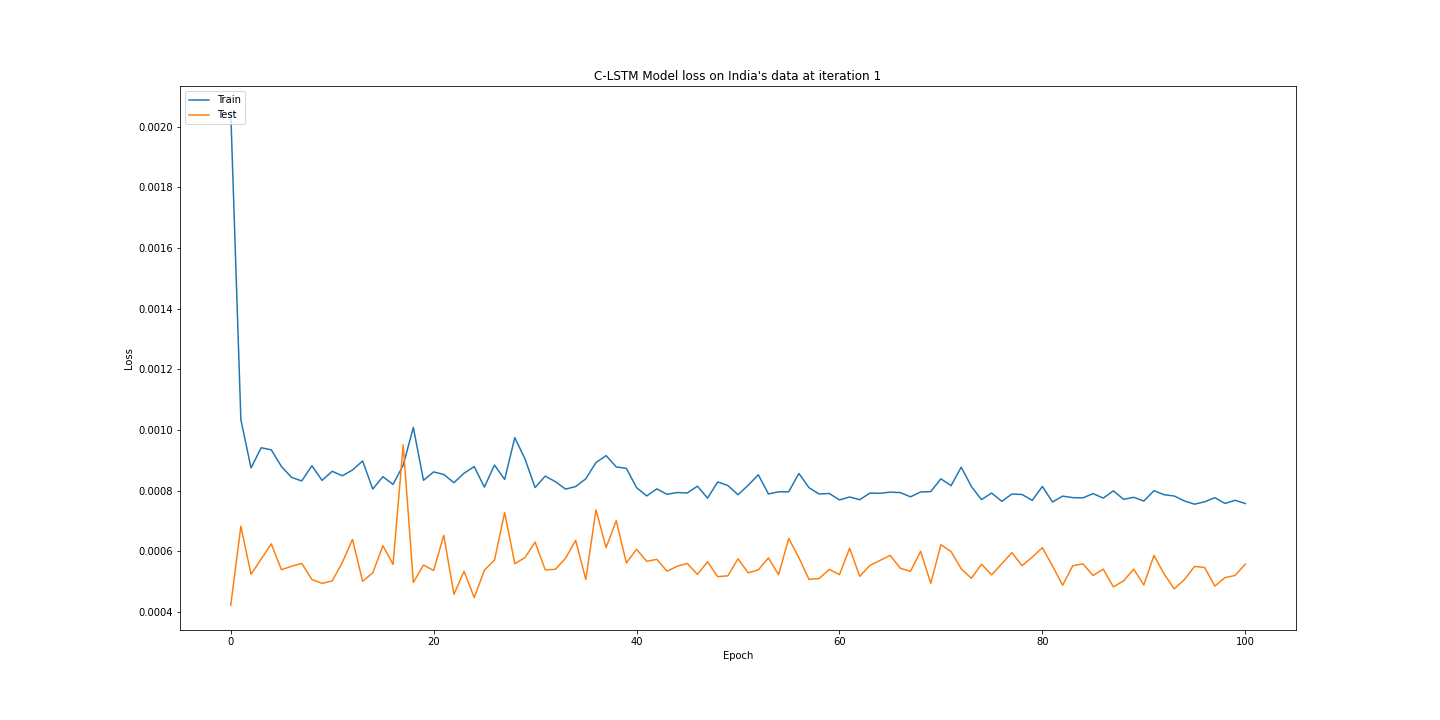 C-LSTM Model loss on India's data at iteration 1
Train
Test
0.0020
0.0018
0.0016
0.0014
0.0012
0.0010
0.0008
0.0006
0.0004
Loss
0 20 40 60 80 100
Epoch